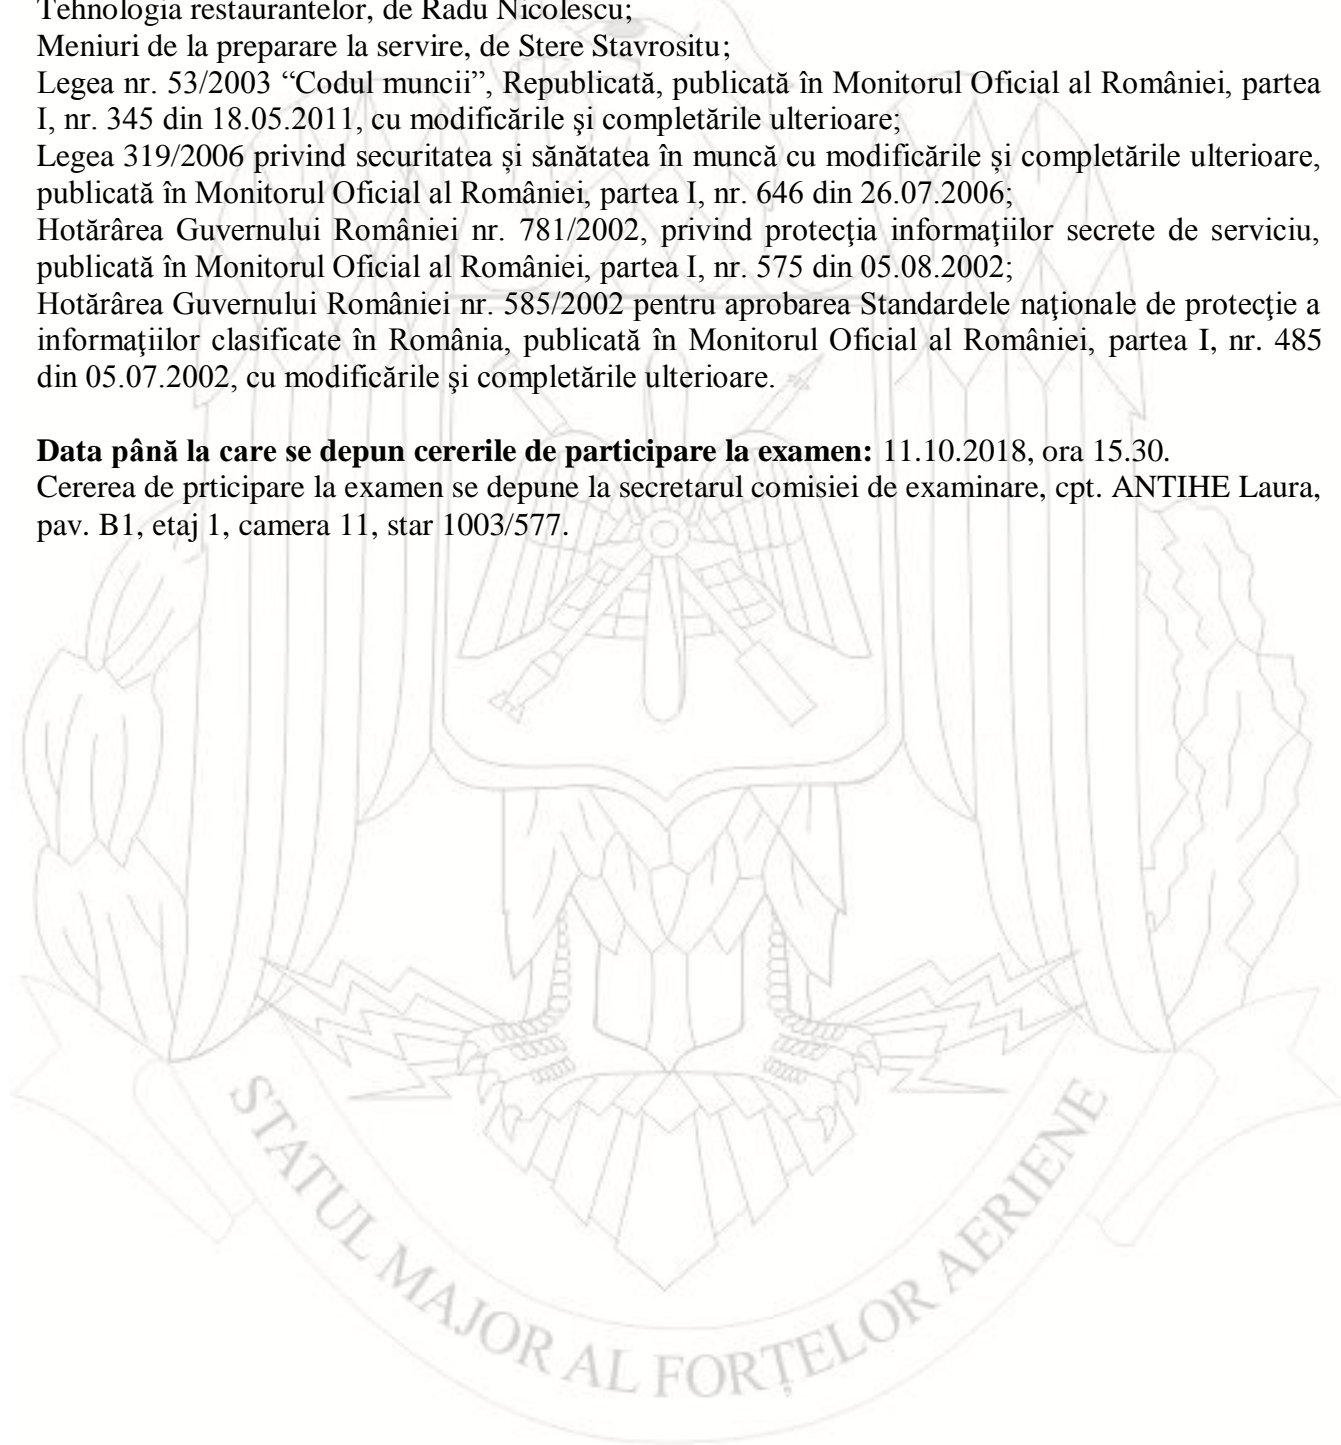 Tehnologia restaurantelor, de Radu Nicolescu;
Meniuri de la preparare la servire, de Stere Stavrositu;
Legea nr. 53/2003 “Codul muncii”, Republicată, publicată în Monitorul Oficial al României, partea
I, nr. 345 din 18.05.2011, cu modificările şi completările ulterioare;
Legea 319/2006 privind securitatea și sănătatea în muncă cu modificările și completările ulterioare,
publicată în Monitorul Oficial al României, partea I, nr. 646 din 26.07.2006;
Hotărârea Guvernului României nr. 781/2002, privind protecţia informaţiilor secrete de serviciu,
publicată în Monitorul Oficial al României, partea I, nr. 575 din 05.08.2002;
Hotărârea Guvernului României nr. 585/2002 pentru aprobarea Standardele naţionale de protecţie a
informaţiilor clasificate în România, publicată în Monitorul Oficial al României, partea I, nr. 485
din 05.07.2002, cu modificările şi completările ulterioare.
Data până la care se depun cererile de participare la examen: 11.10.2018, ora 15.30.
Cererea de prticipare la examen se depune la secretarul comisiei de examinare, cpt. ANTIHE Laura,
pav. B1, etaj 1, camera 11, star 1003/577.
STATUL MAJOR AL FORȚELOR AERIENE